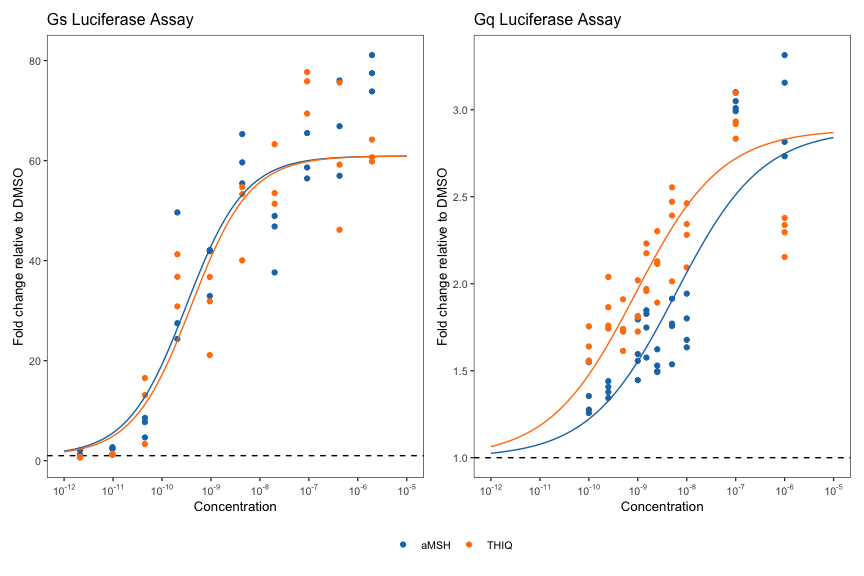 Gs Luciferase Assay
Fold change relative to DMSO
80
60
40
20
0
10-12 10-11 10-10 10-9 10-8 10-7 10-6 10-5
Concentration
Gq Luciferase Assay
Fold change relative to DMSO
3.0
2.5
2.0
1.5
1.0
10-12 10-11 10-10 10-9 10-8 10-7 10-6 10-5
Concentration
aMSH THIQ